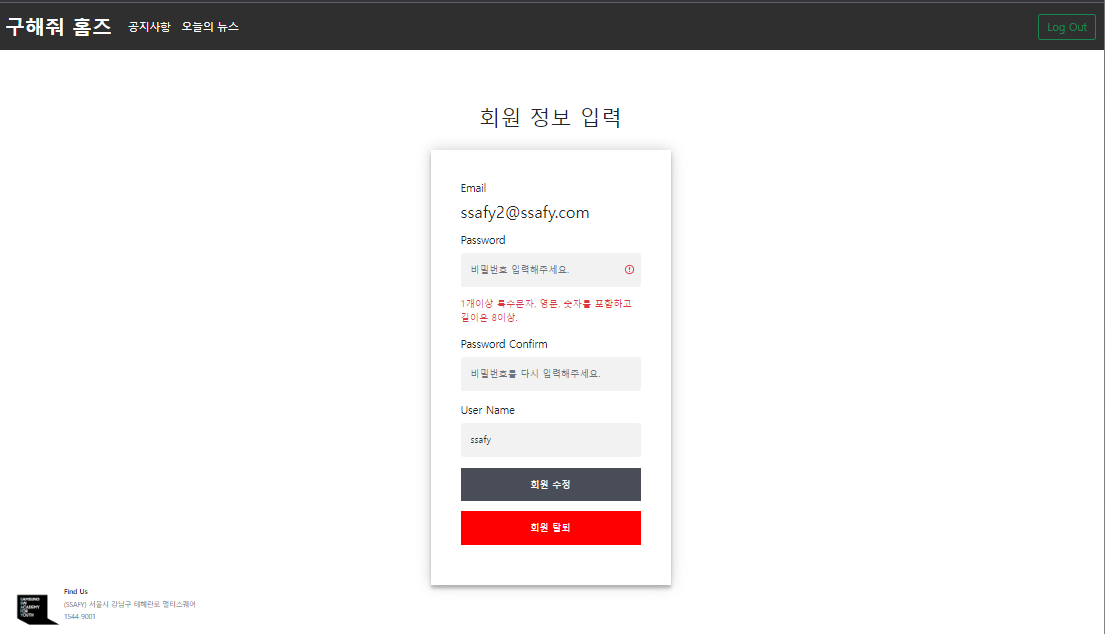 구해줘 홈즈 공지사항 오늘의 뉴스 Log Out
회원 정보 입력
Email
ssafy2@ssafy.com
Password
비밀번호 입력해주세요.
1개이상 특수문자, 영문, 숫자를 포함하고
길이은 8이상.
Password Confirm
비밀번호를 다시 입력해주세요.
User Name
ssafy
회원 수정
회원 탈퇴
SAMSUNG
SW
ACADEMY
FOR
YOUTH
Find Us
(SSAFY) 서울시 강남구 테헤란로 멀티스퀘어
1544-9001